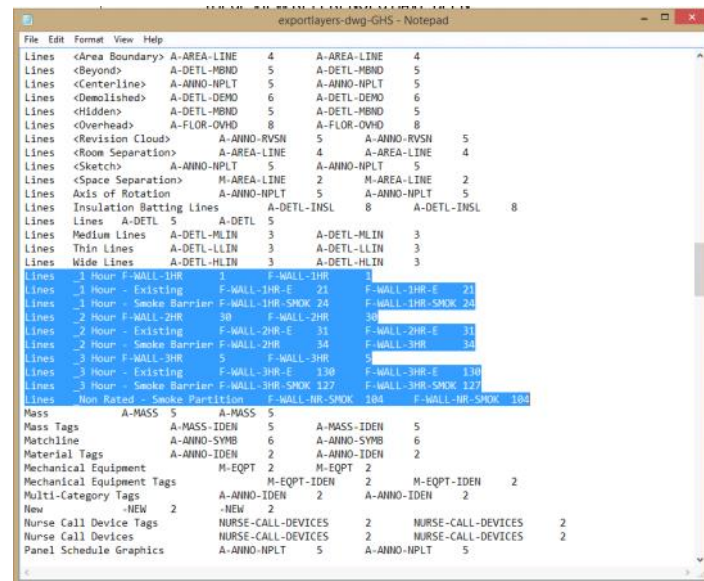 exportlayers-dwg-GHS - Notepad
File Edit Format View Help
Lines <Area Boundary> A-AREA-LINE 4 A-AREA-LINE 4
Lines <Beyond> A-DETL-MBND 5 A-DETL-MBND 5
Lines <Centerline> A-ANNO-NPLT 5 A-ANNO-NPLT 5
Lines <Demolished> A-DETL-DEMO 6 A-DETL-DEMO 6
Lines <Hidden> A-DETL-MBND 5 A-DETL-MBND 5
Lines <Overhead> A-FLOR-OVHD 8 A-FLOR-OVHD 8
Lines <Revision Cloud> A-ANNO-RVSN 5 A-ANNO-RVSN 5
Lines <Room Separation> A-AREA-LINE 4 A-AREA-LINE 4
Lines <Sketch> A-ANNO-NPLT 5 A-ANNO-NPLT 5
Lines <Space Separation> M-AREA-LINE 2 M-AREA-LINE 2
Lines Axis of Rotation A-ANNO-NPLT 5 A-ANNO-NPLT 5
Lines Insulation Batting Lines A-DETL-INSL 8 A-DETL-INSL 8
Lines Lines A-DETL 5 A-DETL 5
Lines Medium Lines A-DETL-MLIN 3 A-DETL-MLIN 3
Lines Thin Lines A-DETL-LLIN 3 A-DETL-LLIN 3
Lines Wide Lines A-DETL-HLIN 3 A-DETL-HLIN 3
Lines _1 Hour F-WALL-1HR 1 F-WALL-1HR 1
Lines _1 Hour - Existing F-WALL-1HR-E 21 F-WALL-1HR-E 21
Lines _1 Hour - Smoke Barrier F-WALL-1HR-SMOK 24 F-WALL-1HR-SMOK 24
Lines _2 Hour F-WALL-2HR 30 F-WALL-2HR 30
Lines _2 Hour - Existing F-WALL-2HR-E 31 F-WALL-2HR-E 31
Lines _2 Hour - Smoke Barrier F-WALL-2HR 34 F-WALL-3HR 34
Lines _3 Hour F-WALL-3HR 5 F-WALL-3HR 5
Lines _3 Hour - Existing F-WALL-3HR-E 130 F-WALL-3HR-E 130
Lines _3 Hour - Smoke Barrier F-WALL-3HR-SMOK 127 F-WALL-3HR-SMOK 127
Lines _Non Rated - Smoke Partition F-WALL-NR-SMOK 104 F-WALL-NR-SMOK 104
Mass A-MASS 5 A-MASS 5
Mass Tags A-MASS-IDEN 5 A-MASS-IDEN 5
Matchline A-ANNO-SYMB 6 A-ANNO-SYMB 6
Material Tags A-ANNO-IDEN 2 A-ANNO-IDEN 2
Mechanical Equipment M-EQPT 2 M-EQPT 2
Mechanical Equipment Tags M-EQPT-IDEN 2 M-EQPT-IDEN 2
Multi-Category Tags A-ANNO-IDEN 2 A-ANNO-IDEN 2
New -NEW 2 -NEW 2
Nurse Call Device Tags NURSE-CALL-DEVICES 2 NURSE-CALL-DEVICES 2
Nurse Call Devices NURSE-CALL-DEVICES 2 NURSE-CALL-DEVICES 2
Panel Schedule Graphics A-ANNO-NPLT 5 A-ANNO-NPLT 5